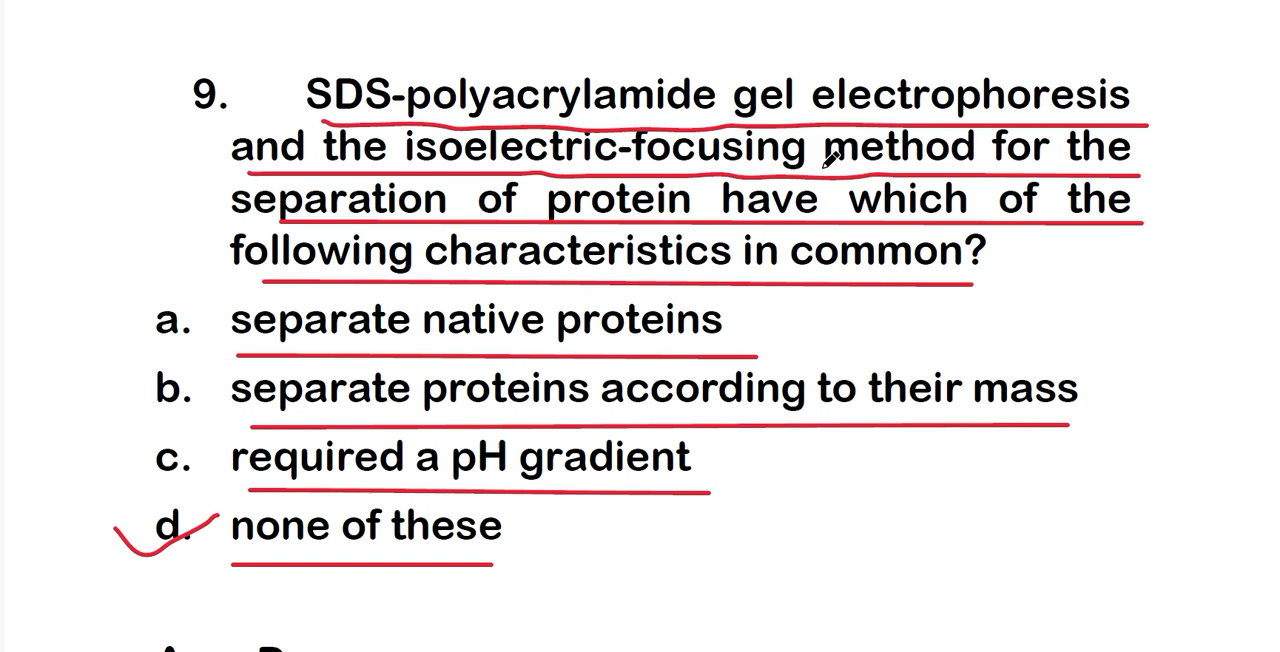 9. SDS-polyacrylamide gel electrophoresis
and the isoelectric-focusing method for the
separation of protein have which of the
following characteristics in common?
a. separate native proteins
b. separate proteins according to their mass
c. required a pH gradient
d. none of these